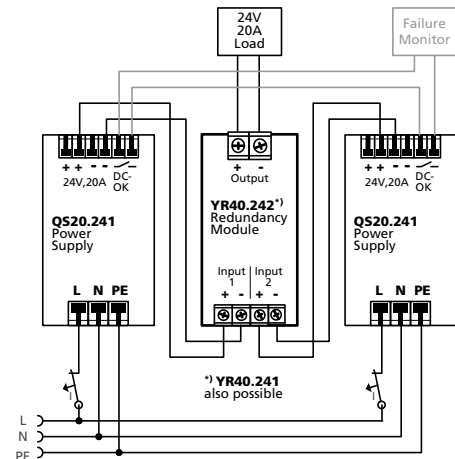 24V
20A
Load
Failure
Monitor
+ + - -
24V,20A DC-
OK
QS20.241
Power
Supply
L N PE
+ -
Output
YR40.242*)
Redundancy
Module
Input Input
1 2
+ - + -
+ + - -
24V,20A DC-
OK
QS20.241
Power
Supply
L N PE
I
*) YR40.241
also possible
I
L
N
PE